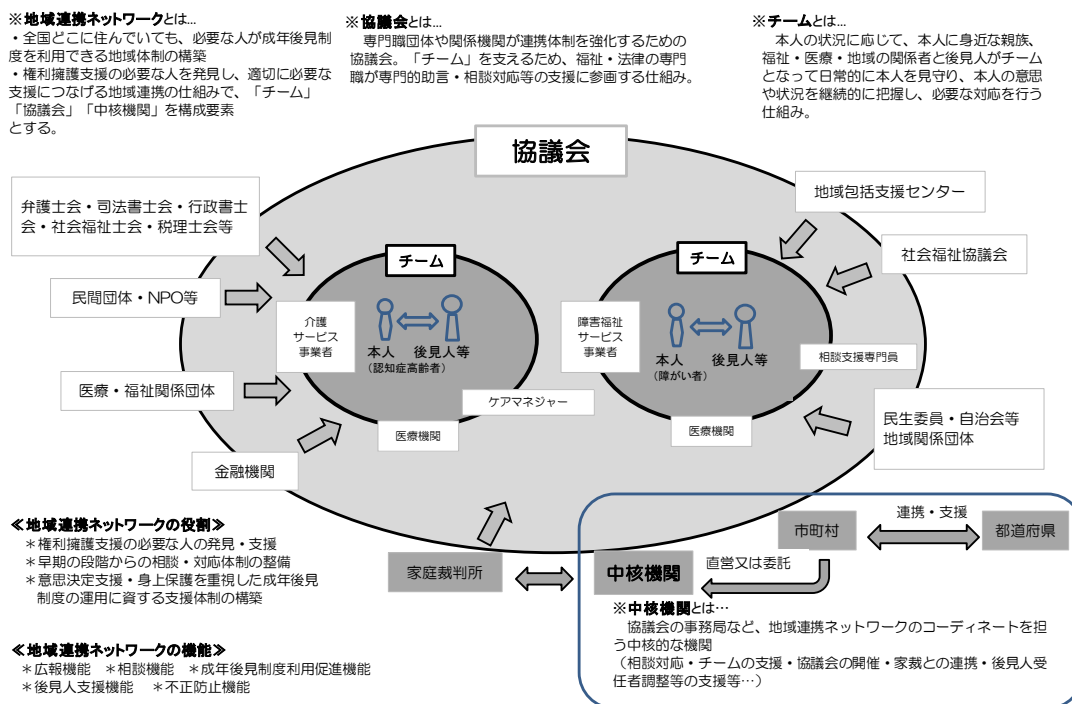 ※地域連携ネットワークとは…
・全国どこに住んでいても、必要な人が成年後見制
度を利用できる地域体制の構築
・権利擁護支援の必要な人を発見し、適切に必要な
支援につなげる地域連携の仕組みで、「チーム」
「協議会」「中核機関」を構成要素
とする。
※協議会とは…
専門職団体や関係機関が連携体制を強化するための
協議会。「チーム」を支えるため、福祉・法律の専門
職が専門的助言・相談対応等の支援に参画する仕組み。
※チームとは…
本人の状況に応じて、本人に身近な親族、
福祉・医療・地域の関係者と後見人がチーム
となって日常的に本人を見守り、本人の意思
や状況を継続的に把握し、必要な対応を行う
仕組み。
協議会
弁護士会・司法書士会・行政書士
会・社会福祉士会・税理士会等
民間団体・NPO等
医療・福祉関係団体
金融機関
チーム
介護
サービス
事業者
本人 後見人等
(認知症高齢者)
ケアマネジャー
医療機関
チーム
障害福祉
サービス
事業者
本人 後見人等
(障がい者)
相談支援専門員
医療機関
地域包括支援センター
社会福祉協議会
民生委員・自治会等
地域関係団体
≪地域連携ネットワークの役割≫
＊権利擁護支援の必要な人の発見・支援
＊早期の段階からの相談・対応体制の整備
＊意思決定支援・身上保護を重視した成年後見
制度の運用に資する支援体制の構築
≪地域連携ネットワークの機能≫
＊広報機能 ＊相談機能 ＊成年後見制度利用促進機能
＊後見人支援機能 ＊不正防止機能
家庭裁判所
中核機関
直営又は委託
市町村
連携・支援
都道府県
※中核機関とは…
協議会の事務局など、地域連携ネットワークのコーディネートを担
う中核的な機関
（相談対応・チームの支援・協議会の開催・家裁との連携・後見人受
任者調整等の支援等…）